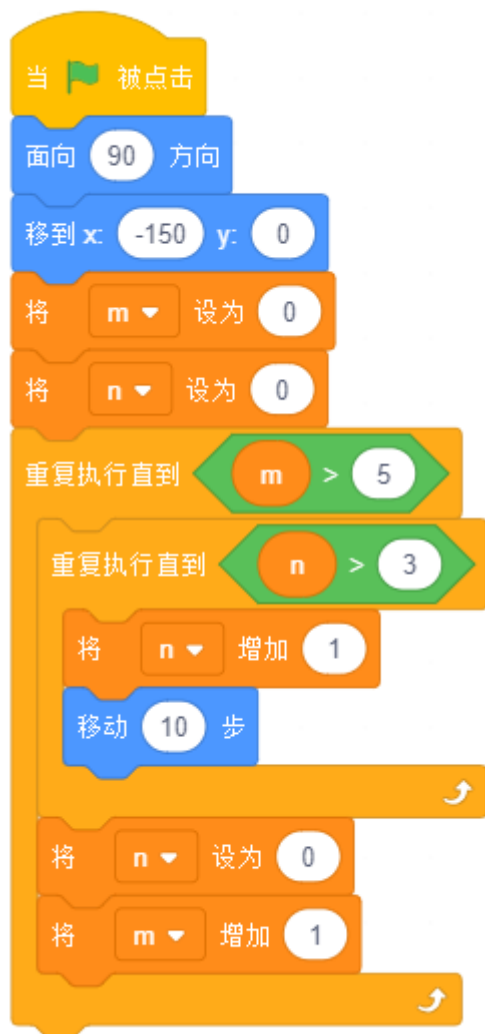 当 被点击
面向 90 方向
移到 x: -150 y: 0
将 m 设为 0
将 n 设为 0
重复执行直到 m > 5
重复执行直到 n > 3
将 n 增加 1
移动 10 步
将 n 设为 0
将 m 增加 1